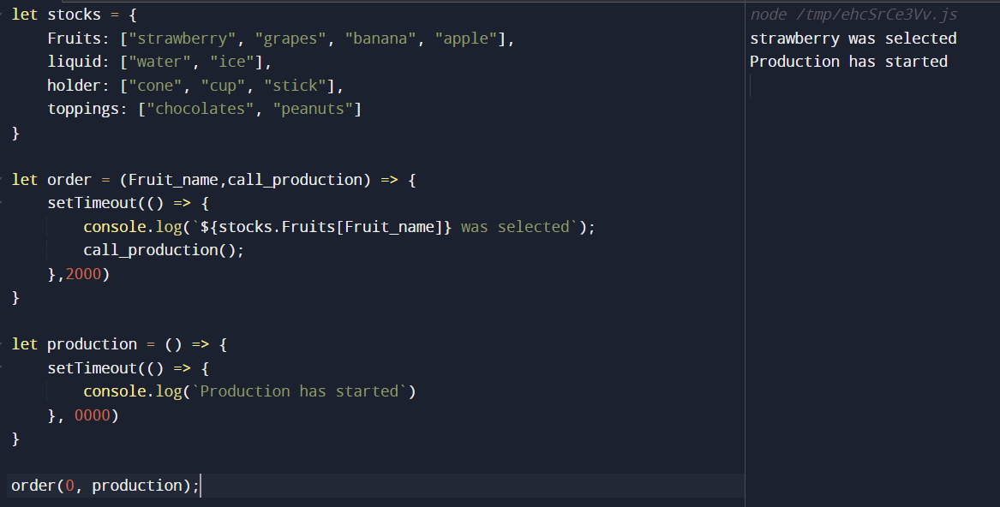 let stocks = {
    Fruits: ["strawberry", "grapes", "banana", "apple"],
    liquid: ["water", "ice"],
    holder: ["cone", "cup", "stick"],
    toppings: ["chocolates", "peanuts"]
}

let order = (Fruit_name,call_production) => {
    setTimeout(() => {
        console.log(`${stocks.Fruits[Fruit_name]} was selected`);
        call_production();
    },2000)
}

let production = () => {
    setTimeout(() => {
        console.log(`Production has started`)
    }, 0000)
}

order(0, production);
node /tmp/ehcSrCe3Vv.js
strawberry was selected
Production has started